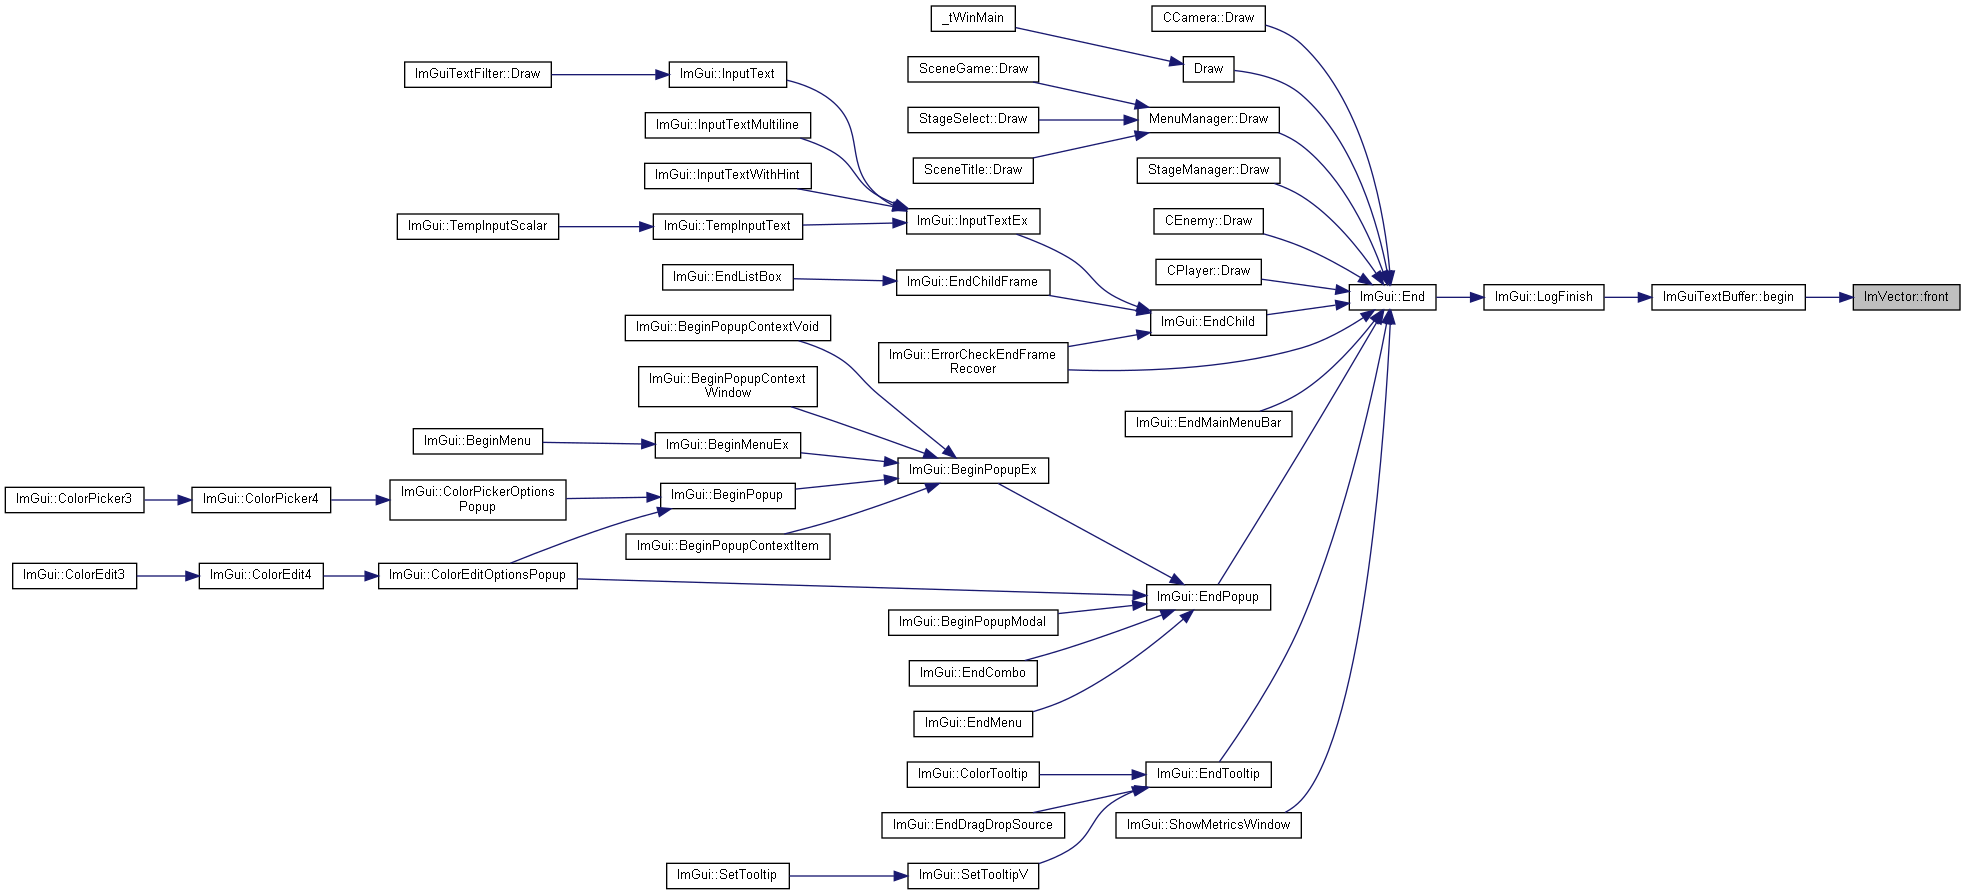 _tWinMain
CCamera::Draw
ImGuiTextFilter::Draw
ImGui::InputText
SceneGame::Draw
Draw
ImGui::InputTextMultiline
StageSelect::Draw
MenuManager::Draw
ImGui::InputTextWithHint
SceneTitle::Draw
StageManager::Draw
ImGui::TempInputScalar
ImGui::TempInputText
ImGui::InputTextEx
CEnemy::Draw
ImGui::EndListBox
ImGui::EndChildFrame
CPlayer::Draw
ImGui::End
ImGui::LogFinish
ImGuiTextBuffer::begin
ImVector::front
ImGui::BeginPopupContextVoid
ImGui::EndChild
ImGui::ErrorCheckEndFrame
Recover
ImGui::BeginPopupContext
Window
ImGui::EndMainMenuBar
ImGui::BeginMenu
ImGui::BeginMenuEx
ImGui::BeginPopupEx
ImGui::ColorPicker3
ImGui::ColorPicker4
ImGui::ColorPickerOptions
Popup
ImGui::BeginPopup
ImGui::BeginPopupContextItem
ImGui::ColorEdit3
ImGui::ColorEdit4
ImGui::ColorEditOptionsPopup
ImGui::EndPopup
ImGui::BeginPopupModal
ImGui::EndCombo
ImGui::EndMenu
ImGui::ColorTooltip
ImGui::EndTooltip
ImGui::EndDragDropSource
ImGui::ShowMetricsWindow
ImGui::SetTooltip
ImGui::SetTooltipV